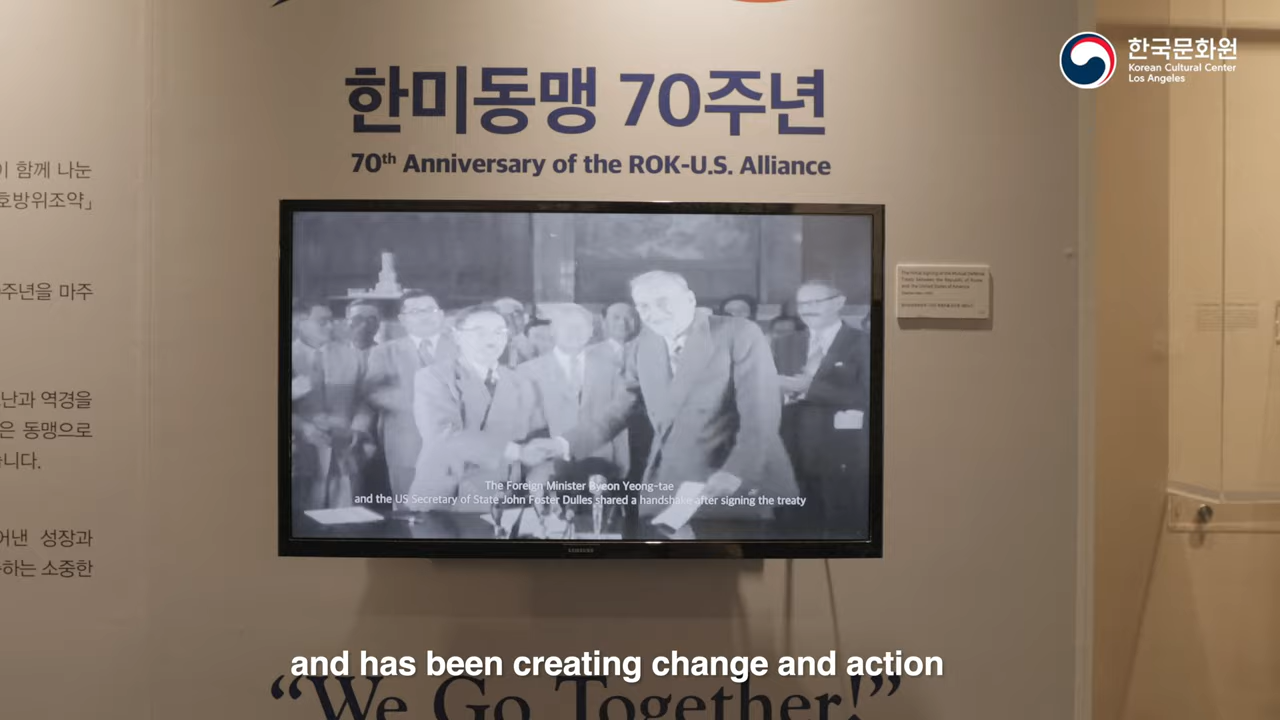 한국문화원
Korean Cultural Center
Los Angeles
한미동맹 70주년
70th Anniversary of the ROK-U.S. Alliance
이 함께 나눈
호방위조약」
주년을 마주
난과 역경을
은 동맹으로
니다.
어낸 성장과
하는 소중한
The Foreign Minister Byeon Yeong-tae
and the US Secretary of State John Foster Dulles shared a handshake after signing the treaty
SAMSUNG
and has been creating change and action
“We Go Together!”